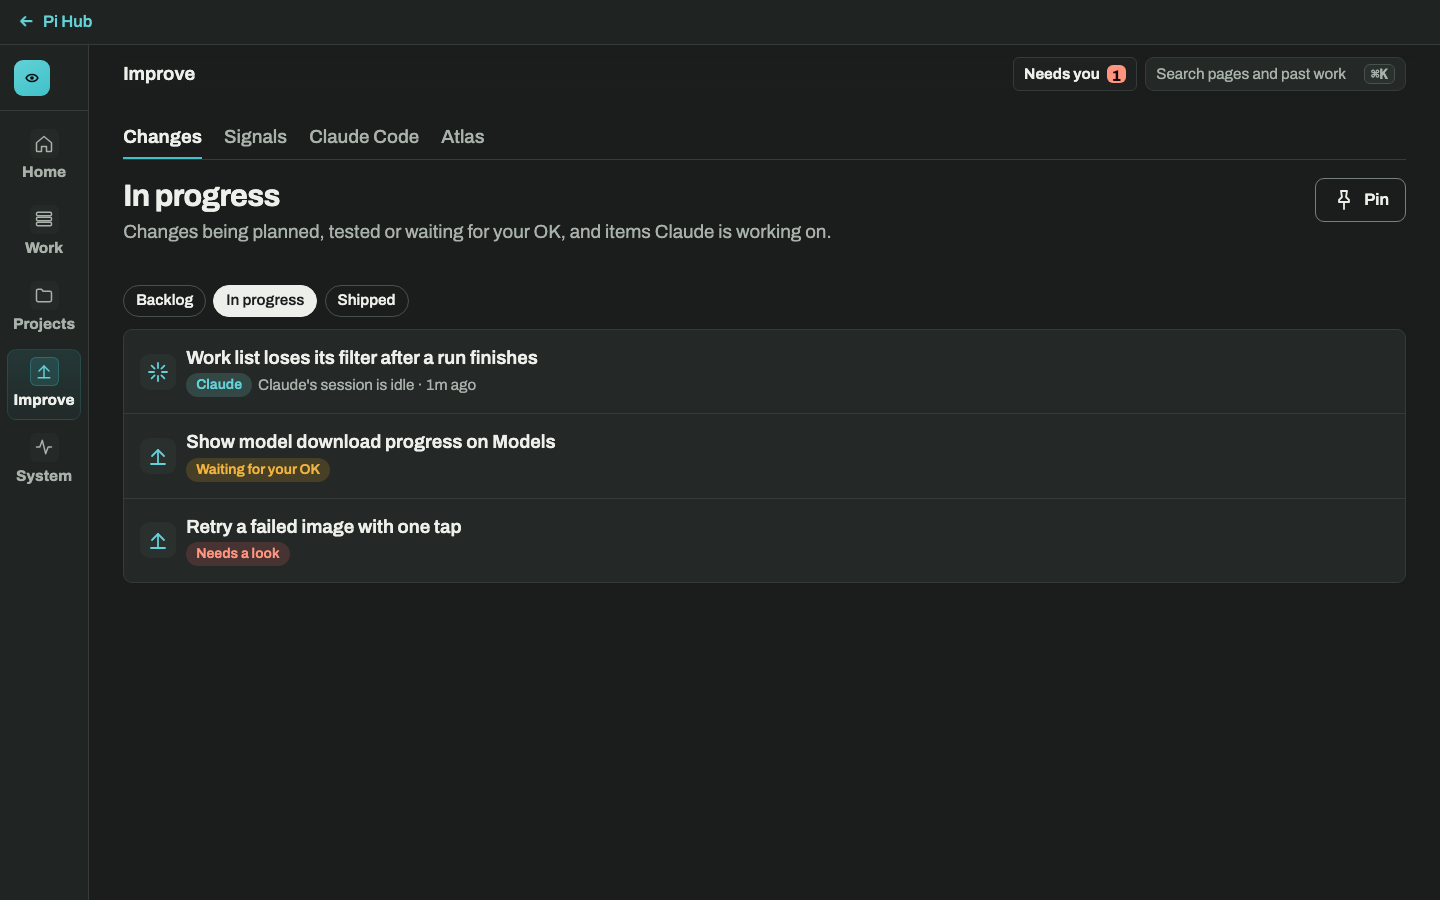 Pi Hub
Improve
Needs you 1
Search pages and past work ⌘K
Home
Work
Projects
Improve
System
Changes Signals Claude Code Atlas
In progress
Pin
Changes being planned, tested or waiting for your OK, and items Claude is working on.
Backlog In progress Shipped
Work list loses its filter after a run finishes
Claude Claude's session is idle · 1m ago
Show model download progress on Models
Waiting for your OK
Retry a failed image with one tap
Needs a look